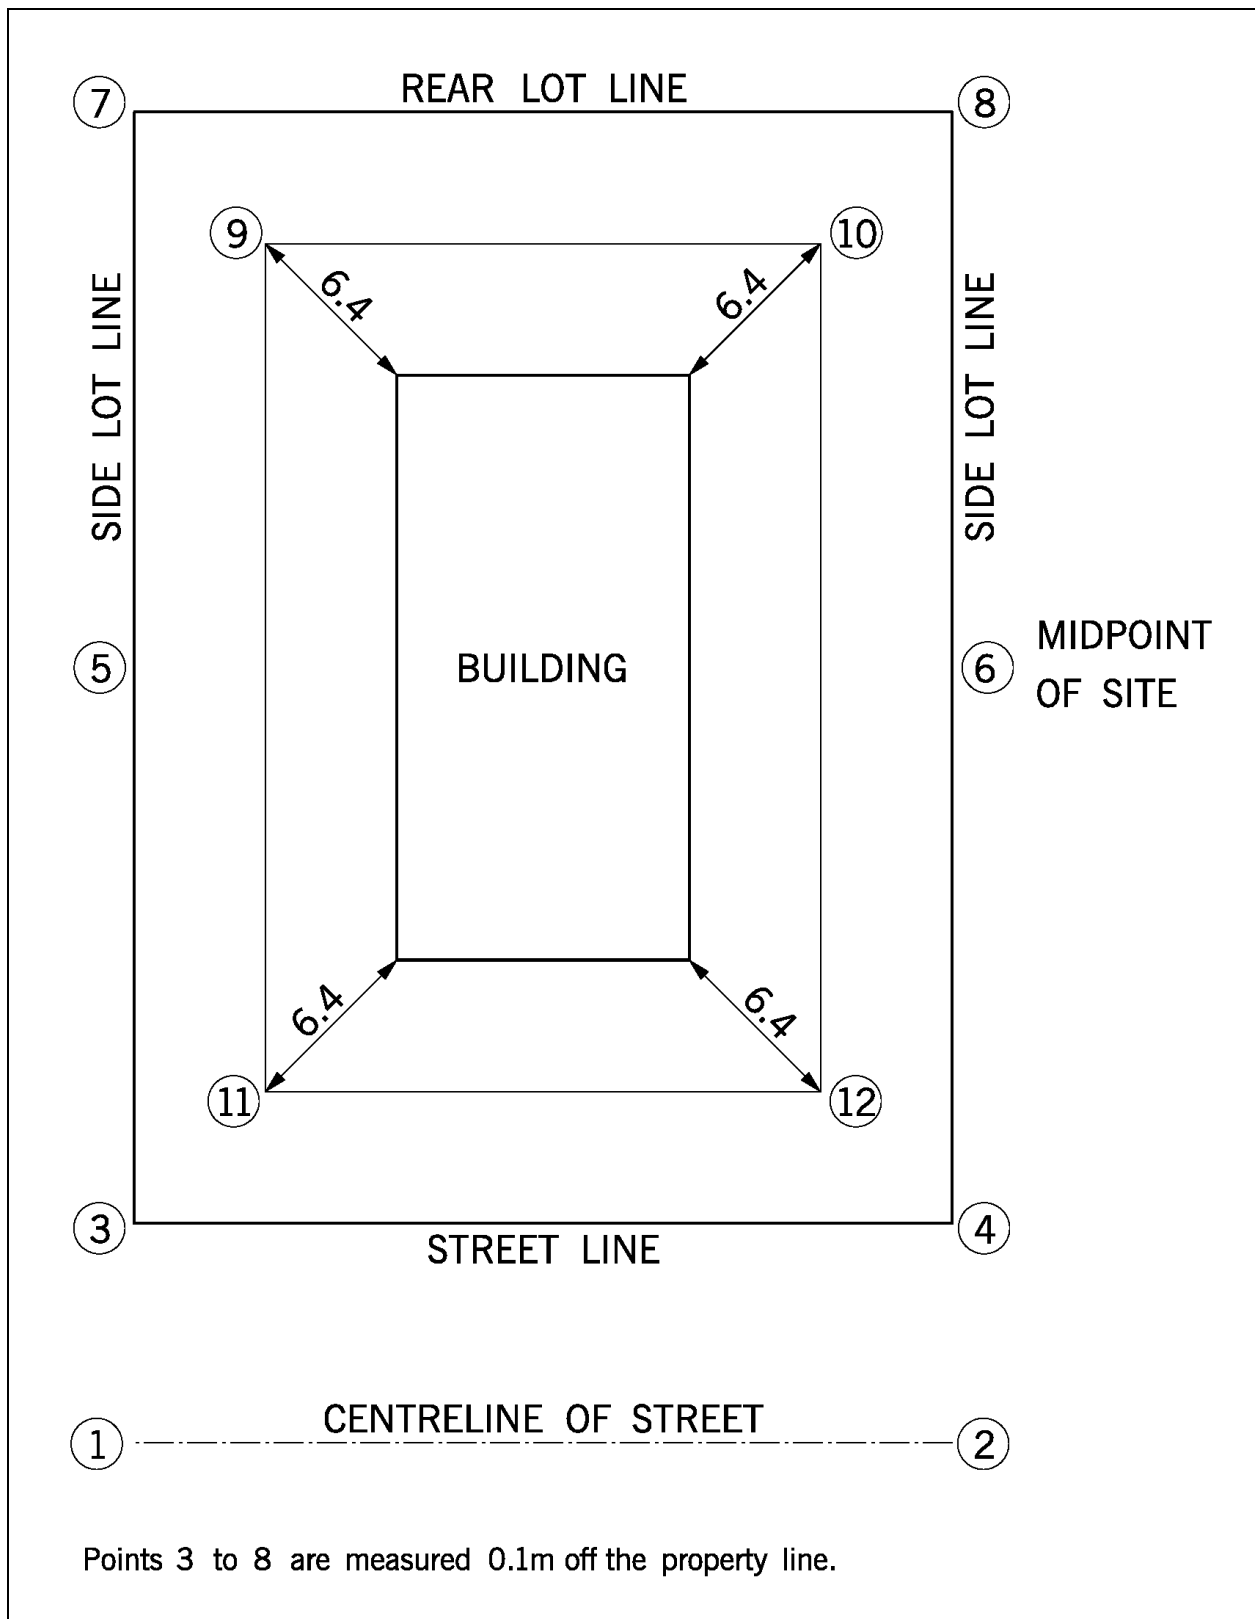 REAR LOT LINE
7
8
9
10
6.4
6.4
SIDE LOT LINE
SIDE LOT LINE
5
BUILDING
6
MIDPOINT
OF SITE
6.4
6.4
11
12
3
4
STREET LINE
CENTRELINE OF STREET
1
2
Points 3 to 8 are measured 0.1m off the property line.